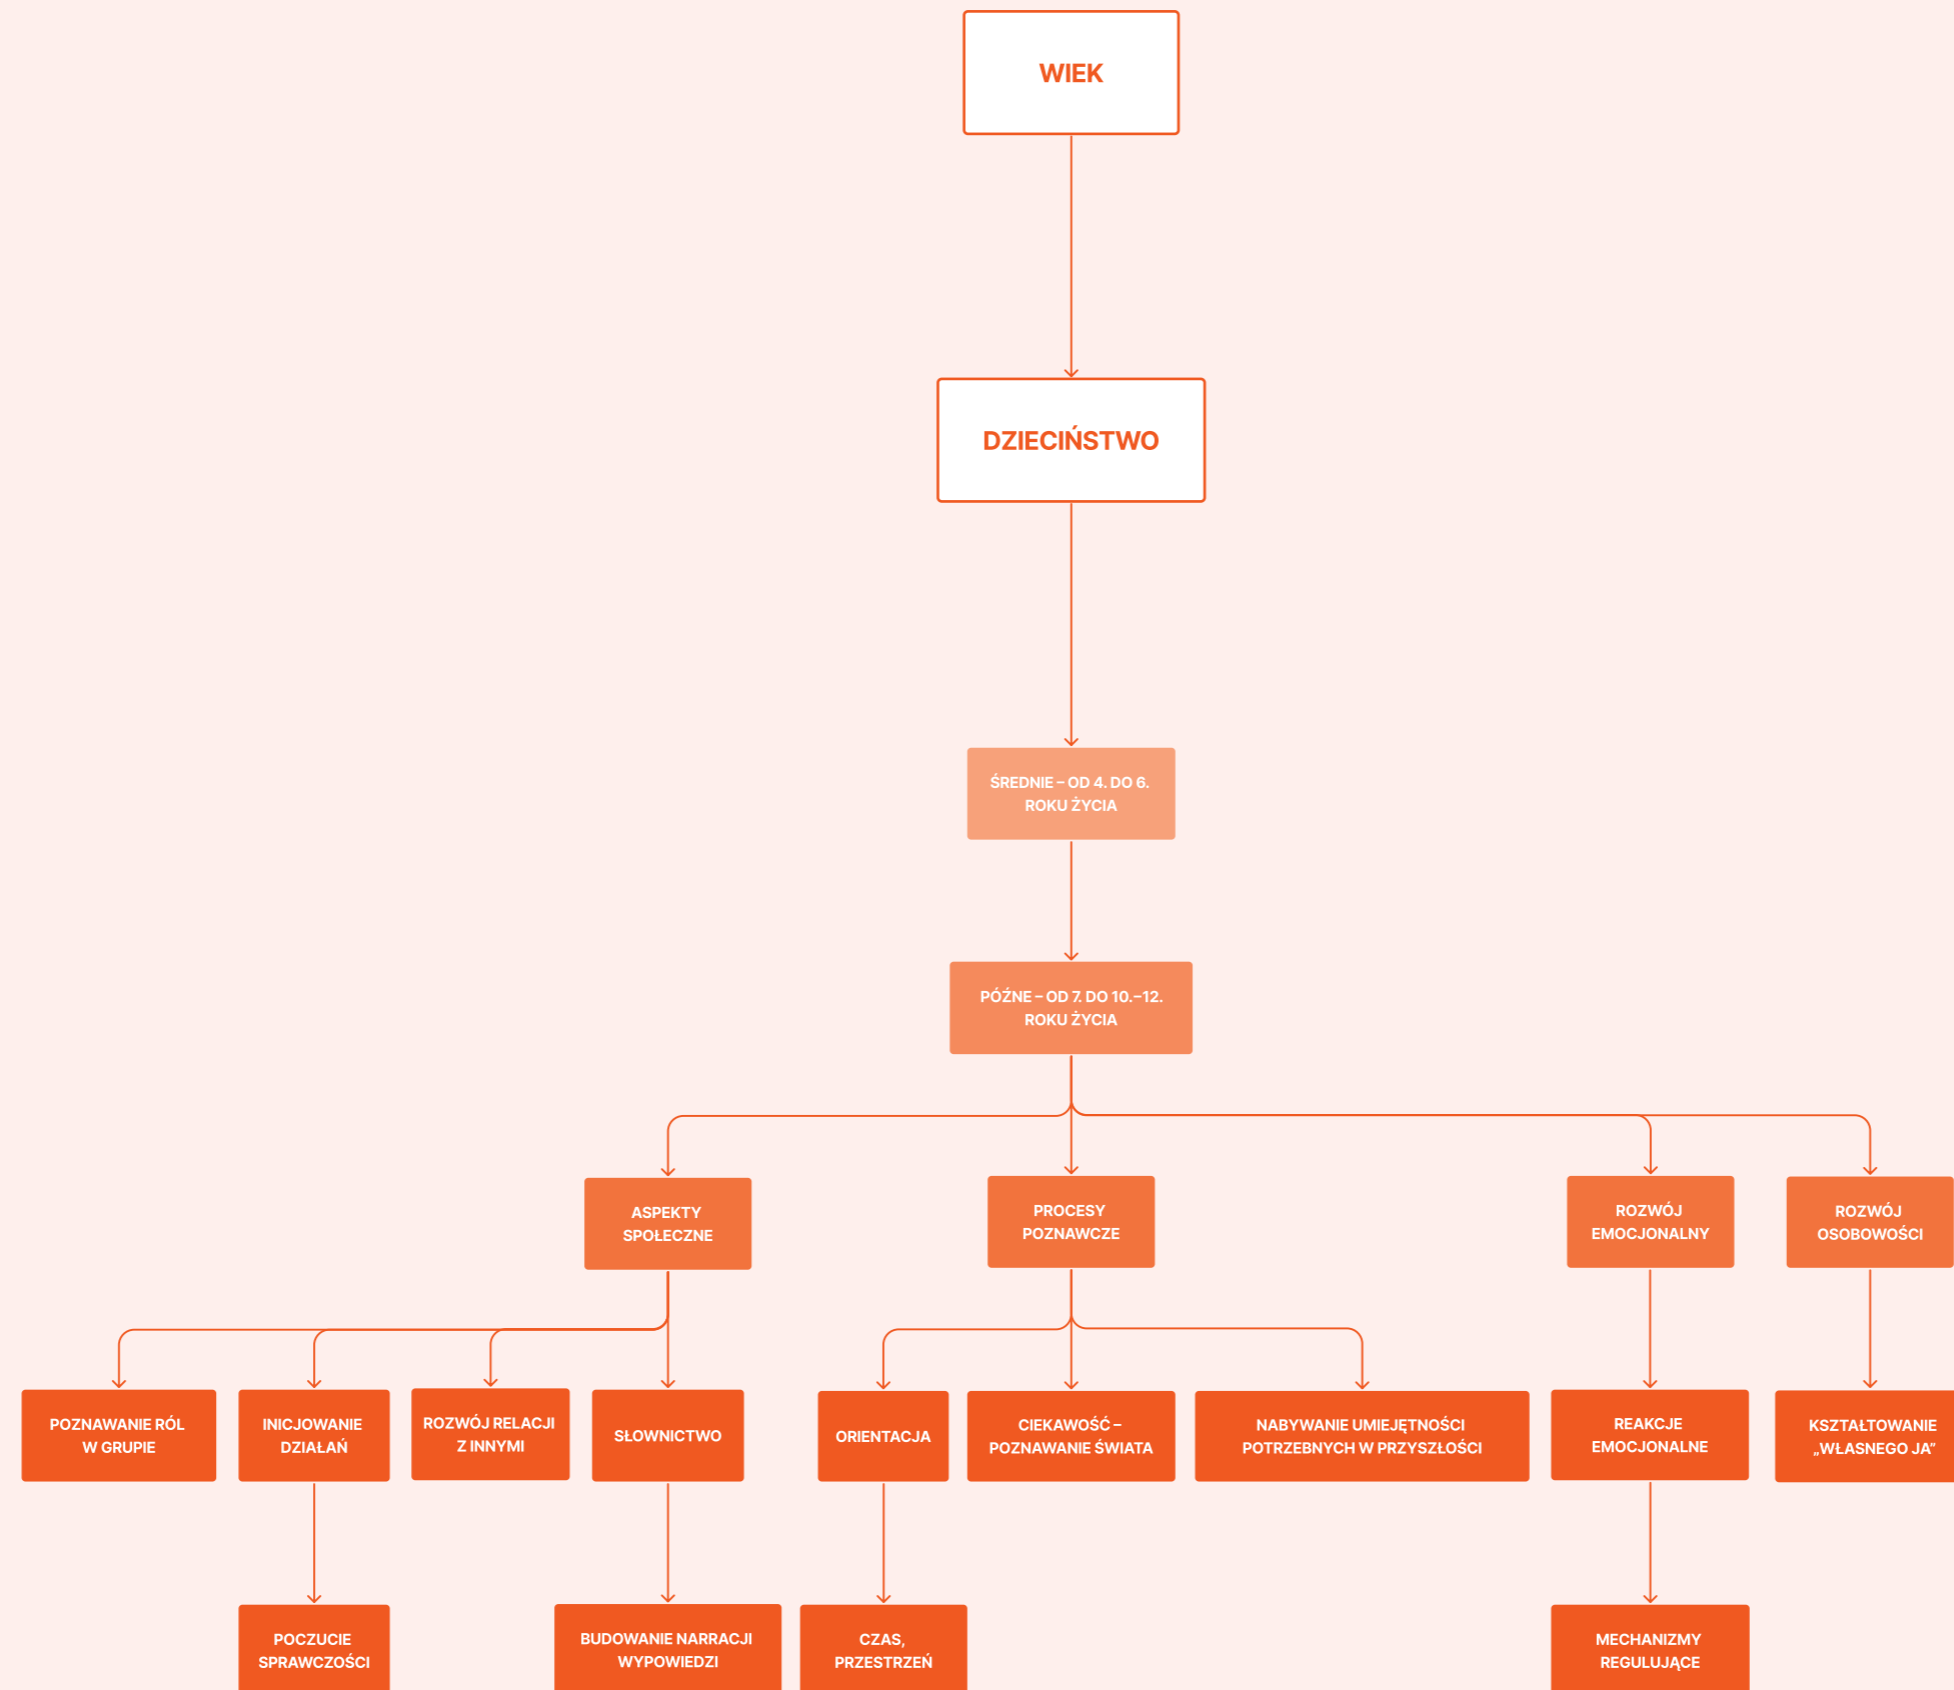 WIEK
DZIECIŃSTWO
ŚREDNIE – OD 4. DO 6.
ROKU ŻYCIA
PÓŹNE – OD 7. DO 10.–12.
ROKU ŻYCIA
ASPEKTY
SPOŁECZNE
PROCESY
POZNAWCZE
ROZWÓJ
EMOCJONALNY
ROZWÓJ
OSOBOWOŚCI
POZNAWANIE RÓL
W GRUPIE
INICJOWANIE
DZIAŁAŃ
ROZWÓJ RELACJI
Z INNYMI
SŁOWNICTWO
ORIENTACJA
CIEKAWOŚĆ –
POZNAWANIE ŚWIATA
NABYWANIE UMIEJĘTNOŚCI
POTRZEBNYCH W PRZYSZŁOŚCI
REAKCJE
EMOCJONALNE
KSZTAŁTOWANIE
„WŁASNEGO JA”
POCZUCIE
SPRAWCZOŚCI
BUDOWANIE NARRACJI
WYPOWIEDZI
CZAS,
PRZESTRZEŃ
MECHANIZMY
REGULUJĄCE